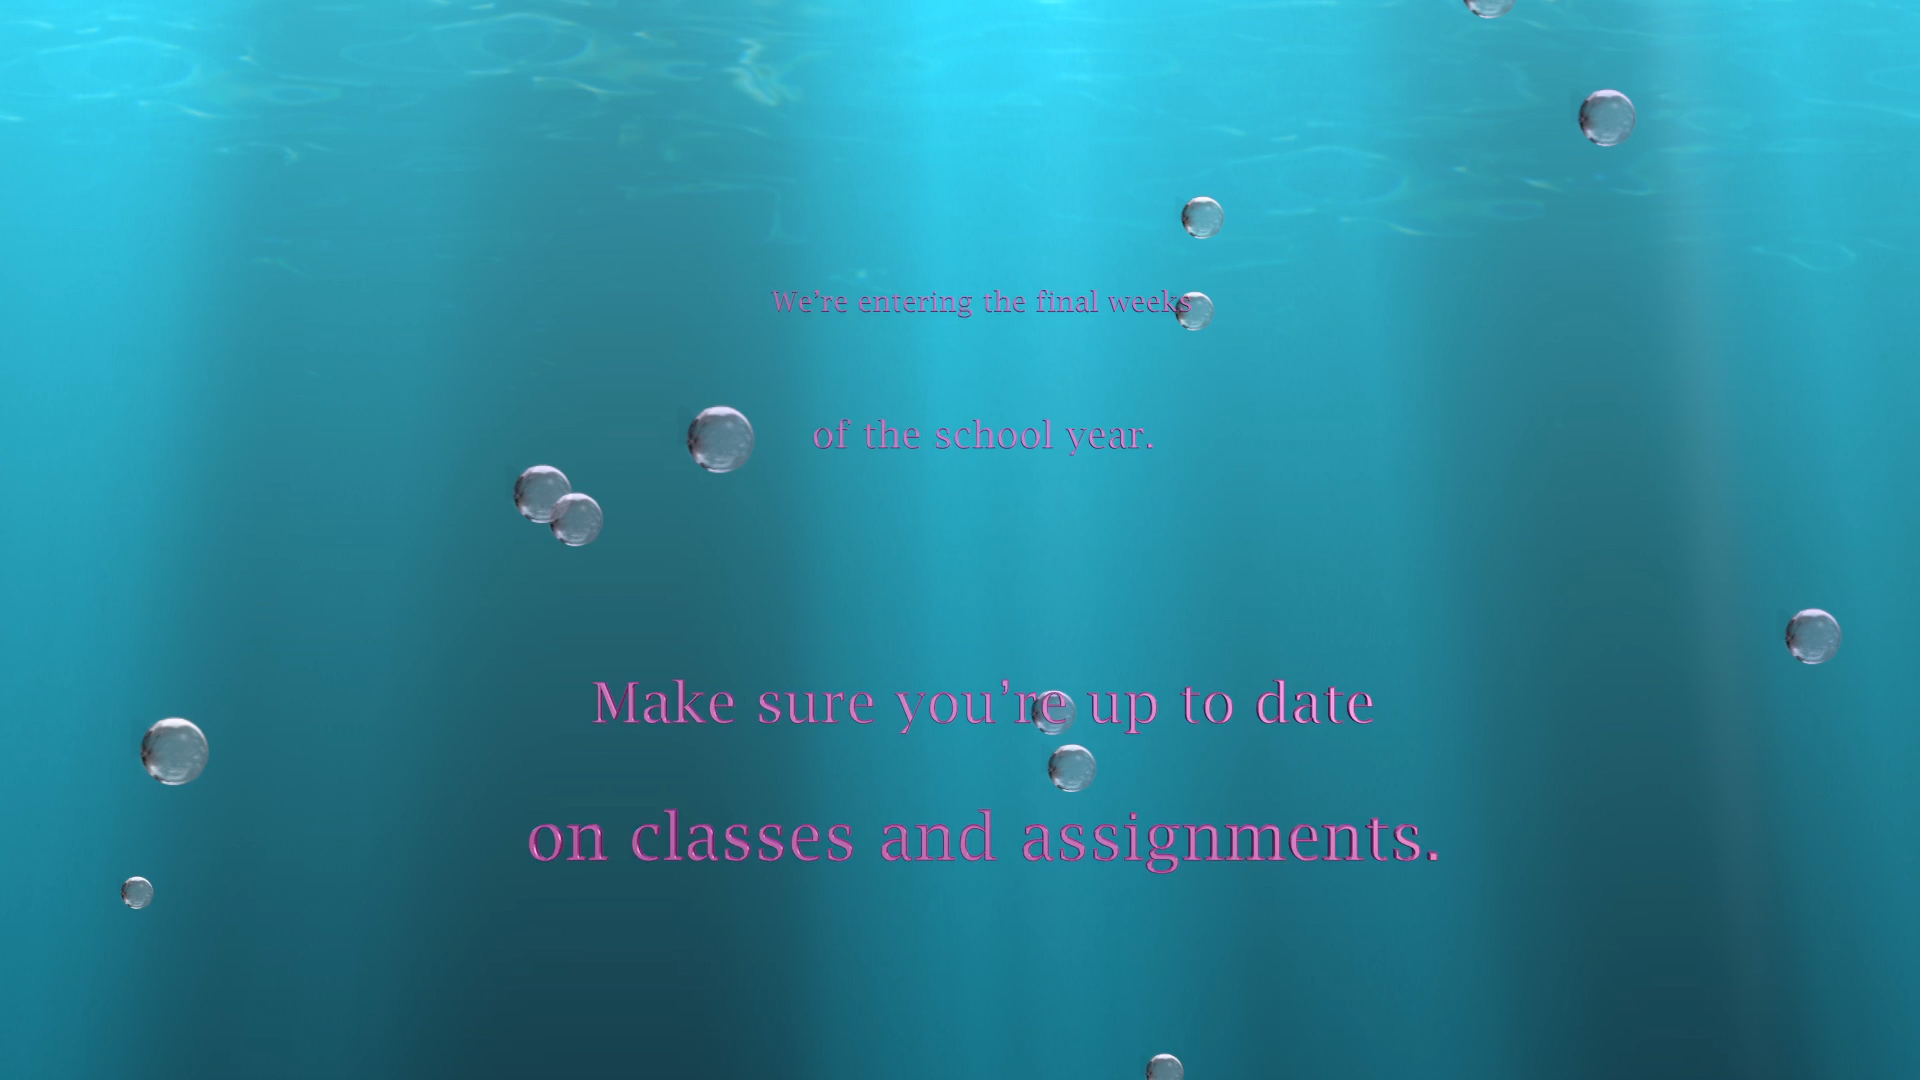 We’re entering the final weeks
of the school year.
Make sure you’re up to date
on classes and assignments.